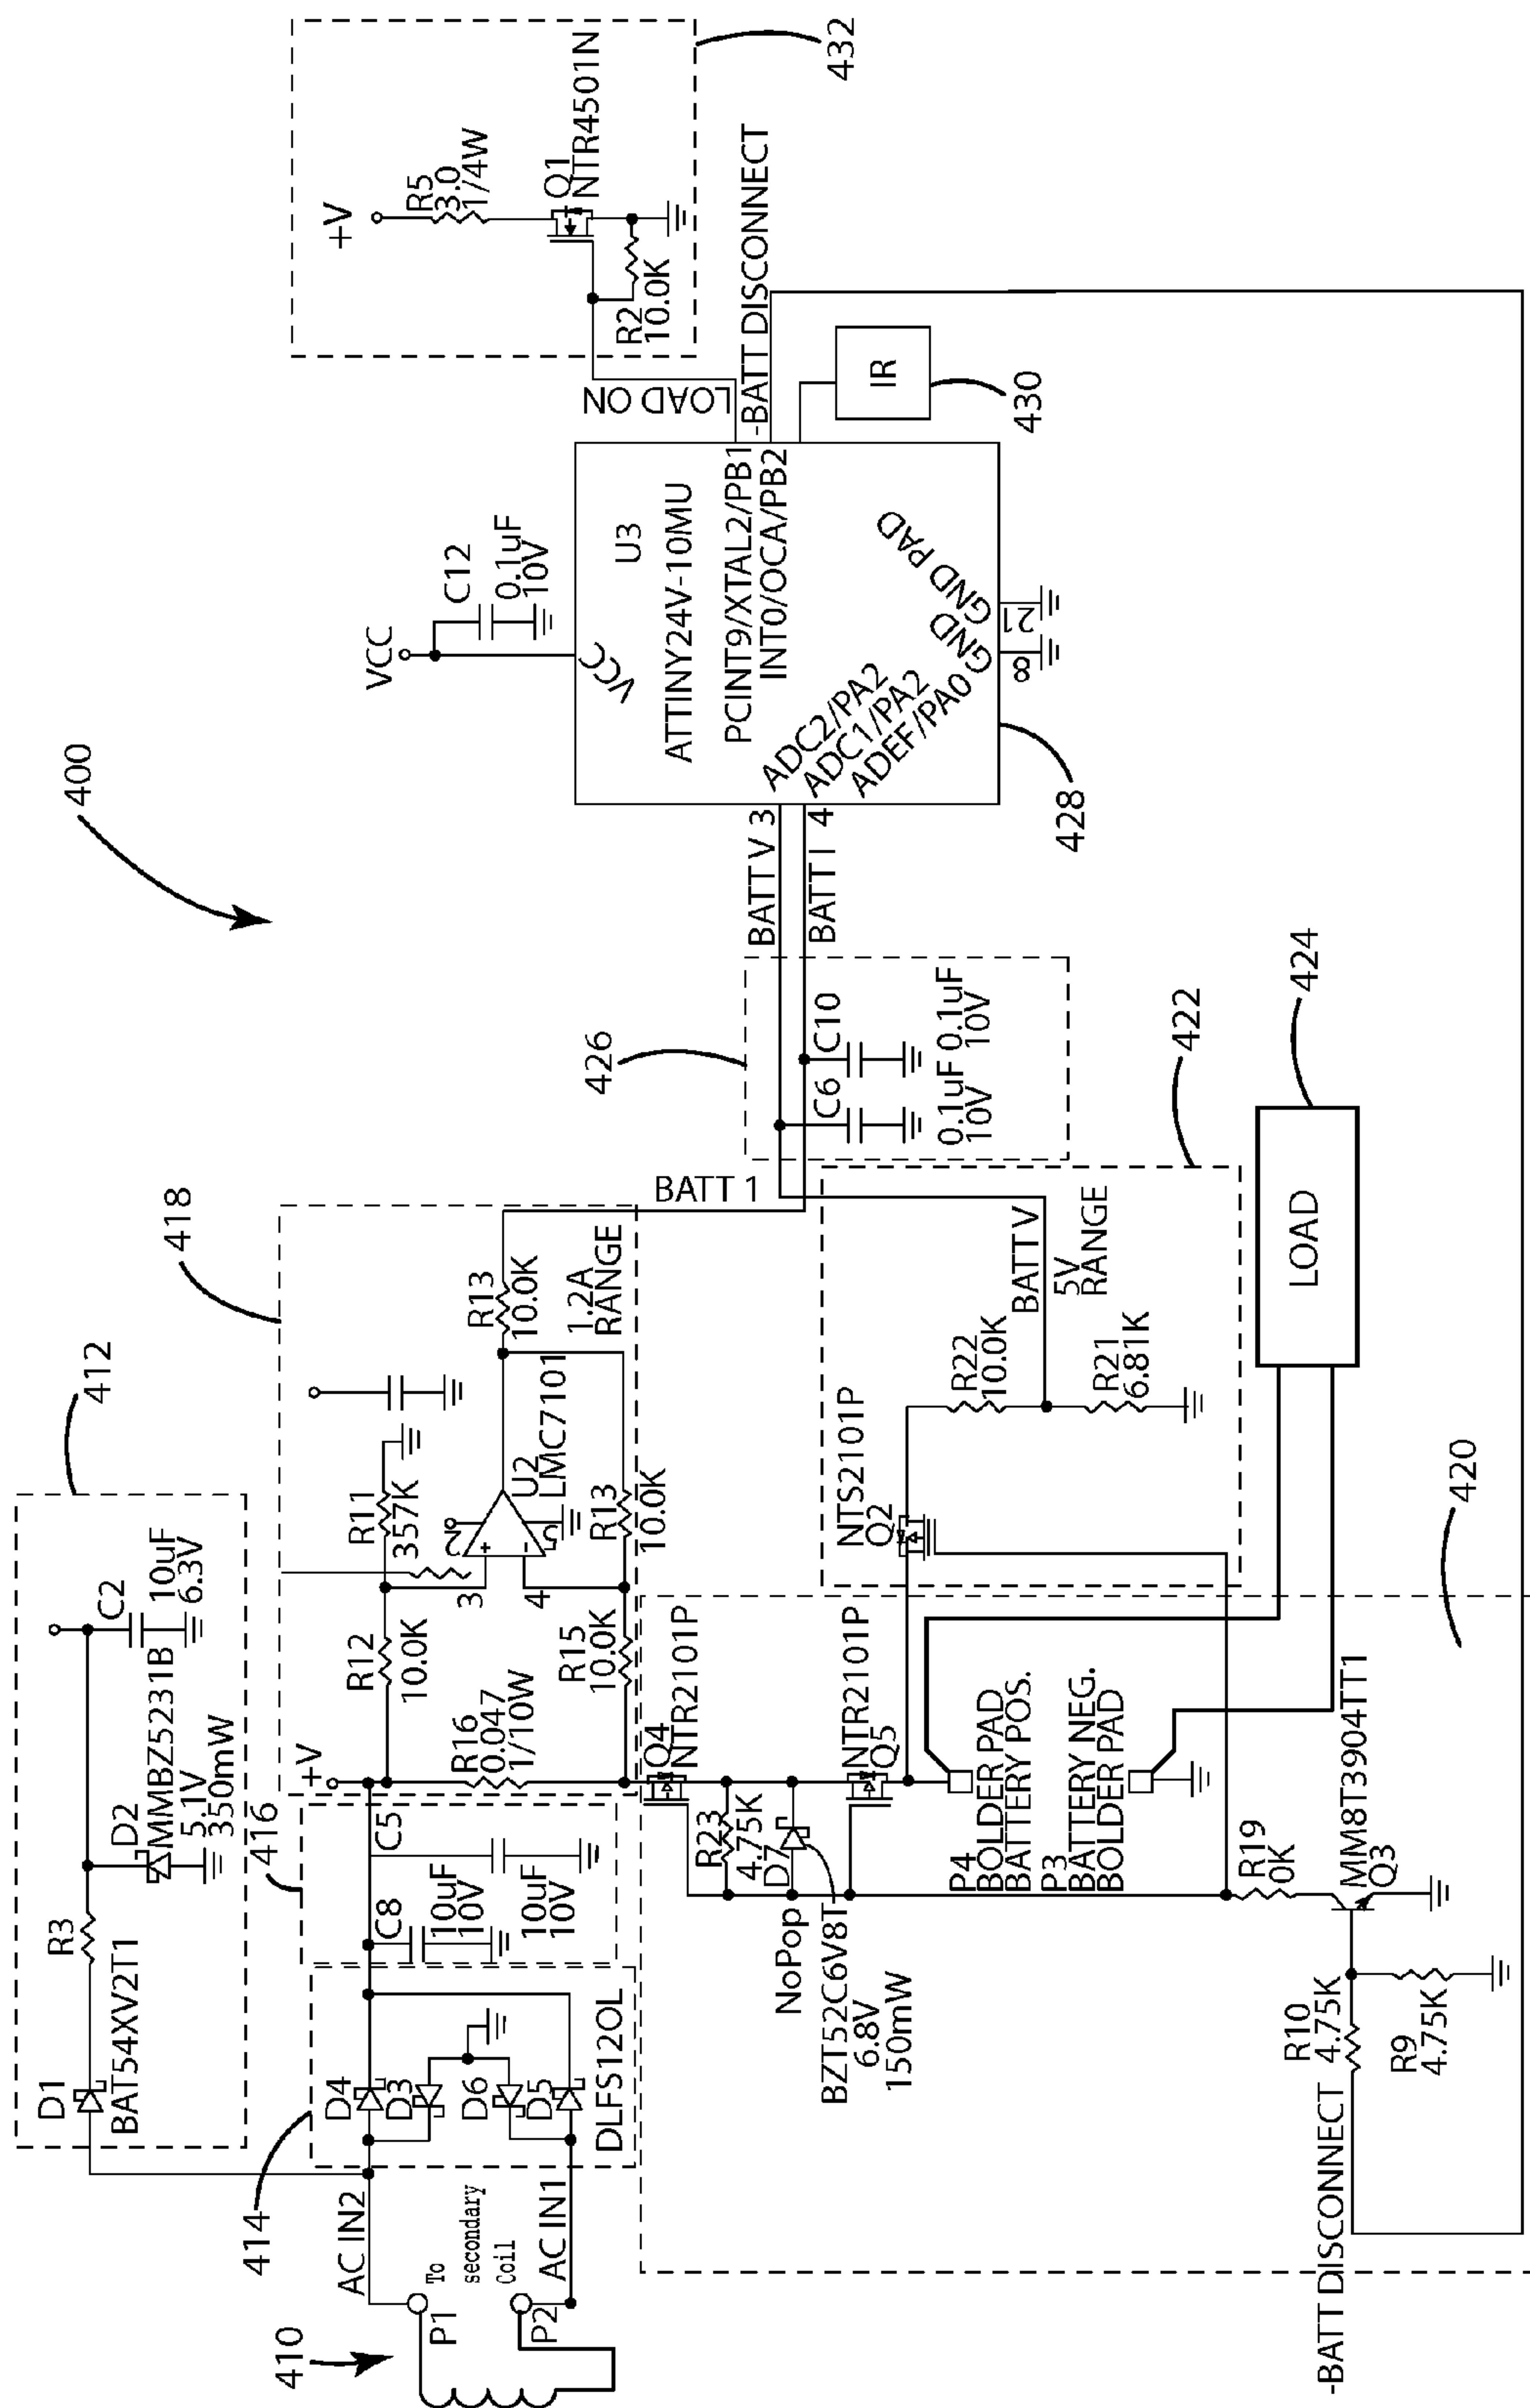 400
410
P1
P2
To
secondary
Coil
AC IN2
AC IN1
412
D1
BAT54XV2T1
R3
D2
MMBZ5231B
5.1V
350mW
C2
10uF
6.3V
414
D4
D3
D6
D5
DLFS120L
416
C8
10uF
10V
C5
10uF
10V
418
+V
R16
0.047
1/10W
R12
10.0K
R11
357K
R15
10.0K
3
4
2
5
U2
LMC7101
R13
10.0K
R13
10.0K
1.2A
RANGE
BATT 1
420
Q4
NTR2101P
R23
4.75K
D7
NoPop
BZT52C6V8T
6.8V
150mW
NTR2101P
Q5
P4
BOLDER PAD
BATTERY POS.
P3
BATTERY NEG.
BOLDER PAD
R19
0K
MM8T3904TT1
Q3
R10
4.75K
R9
4.75K
-BATT DISCONNECT
422
NTS2101P
Q2
R22
10.0K
BATT V
5V
RANGE
R21
6.81K
LOAD
424
426
C6
C10
0.1uF
10V
0.1uF
10V
BATT V 3
BATT I 4
VCC
C12
0.1uF
10V
VCC
U3
ATTINY24V-10MU
PCINT9/XTAL2/PB1
INT0/OCA/PB2
ADC2/PA2
ADC1/PA2
ADEF/PA0
GND
GND PAD
8
21
428
LOAD ON
-BATT DISCONNECT
IR
430
+V
R5
3.0
1/4W
Q1
NTR4501N
R2
10.0K
432